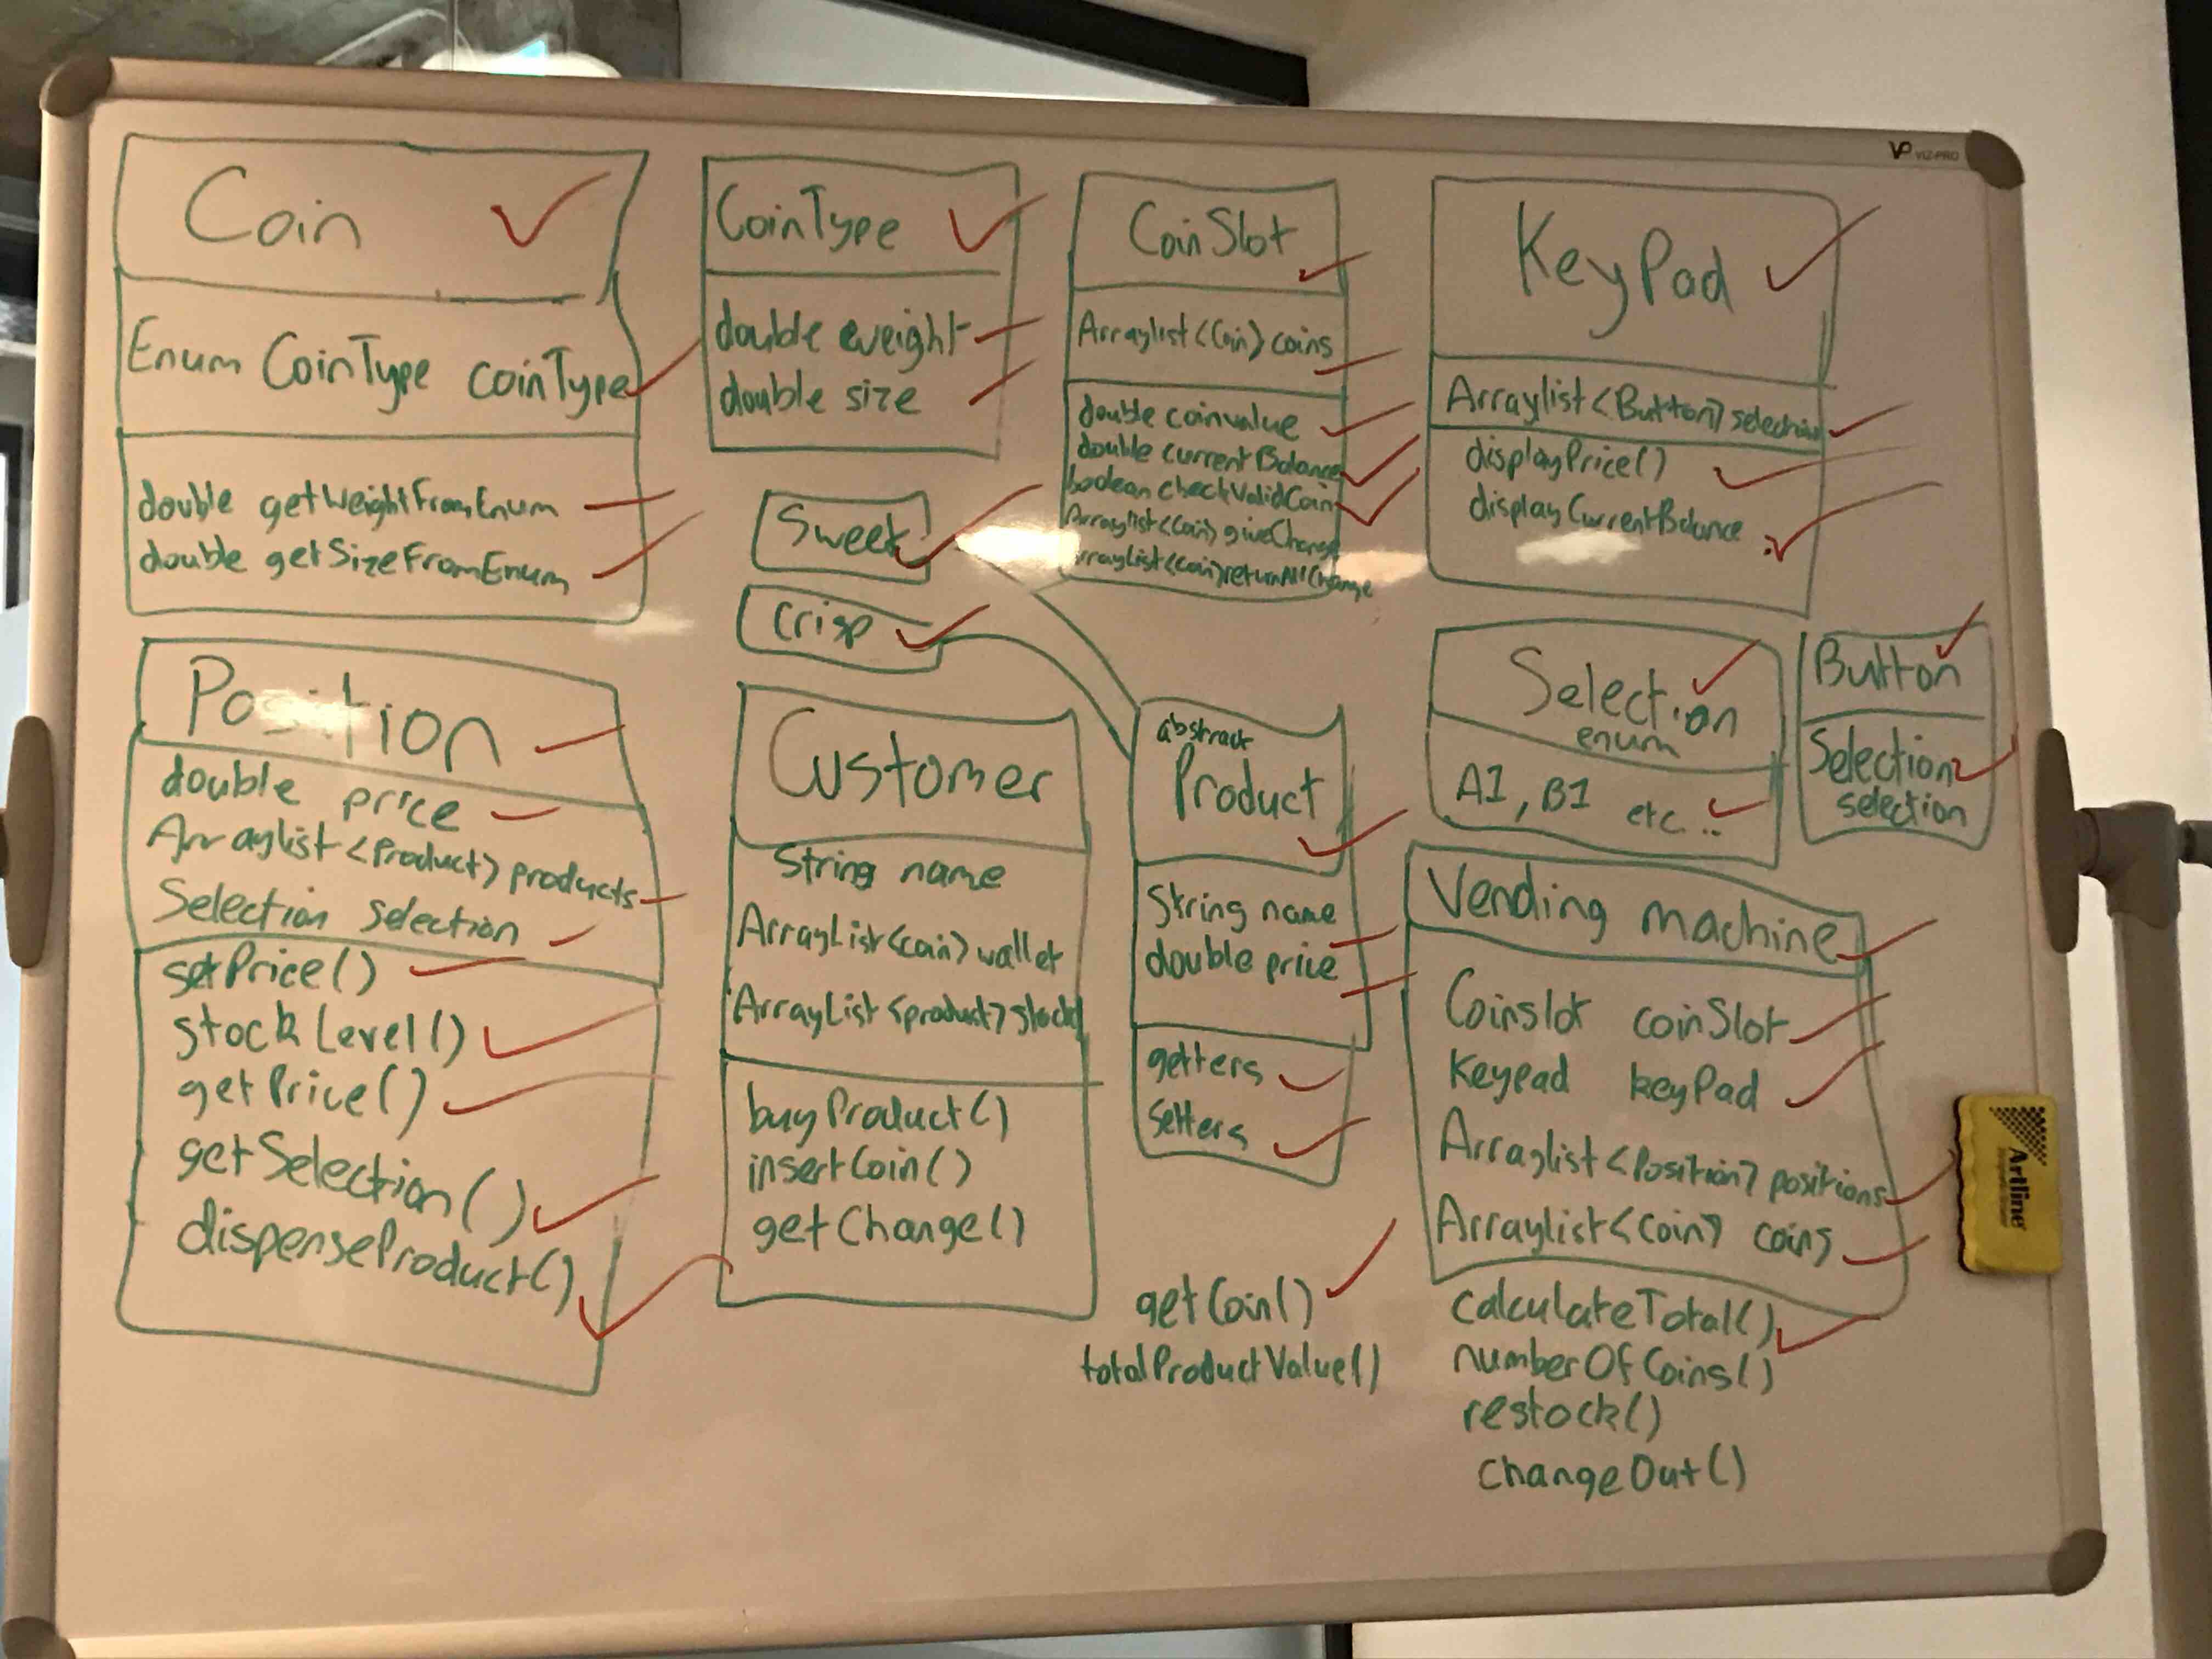 VP VIZ-PRO
Coin
Enum CoinType coinType
double getWeightFromEnum
double getSizeFromEnum
CoinType
double weight
double size
CoinSlot
Arraylist<Coin> coins
double coinvalue
double currentBalance
boolean checkValidCoin
Arraylist<Coin> giveChange
Arraylist<Coin>returnAllChange
KeyPad
Arraylist<Button> selection
displayPrice()
displayCurrentBalance
Sweet
Crisp
Position
double price
Arraylist<Product> products
Selection selection
setPrice()
stockLevel()
getPrice()
getSelection()
dispenseProduct()
Customer
String name
ArrayList<coin> wallet
ArrayList<product> stock
buyProduct()
insertCoin()
getChange()
abstract
Product
String name
double price
getters
setters
getCoin()
totalProductValue()
Selection
enum
A1, B1 etc...
Button
Selection
selection
Vending machine
Coinslot coinSlot
Keypad keyPad
Arraylist<Position> positions
Arraylist<Coin> coins
calculateTotal()
numberOfCoins()
restock()
changeOut()
Artline